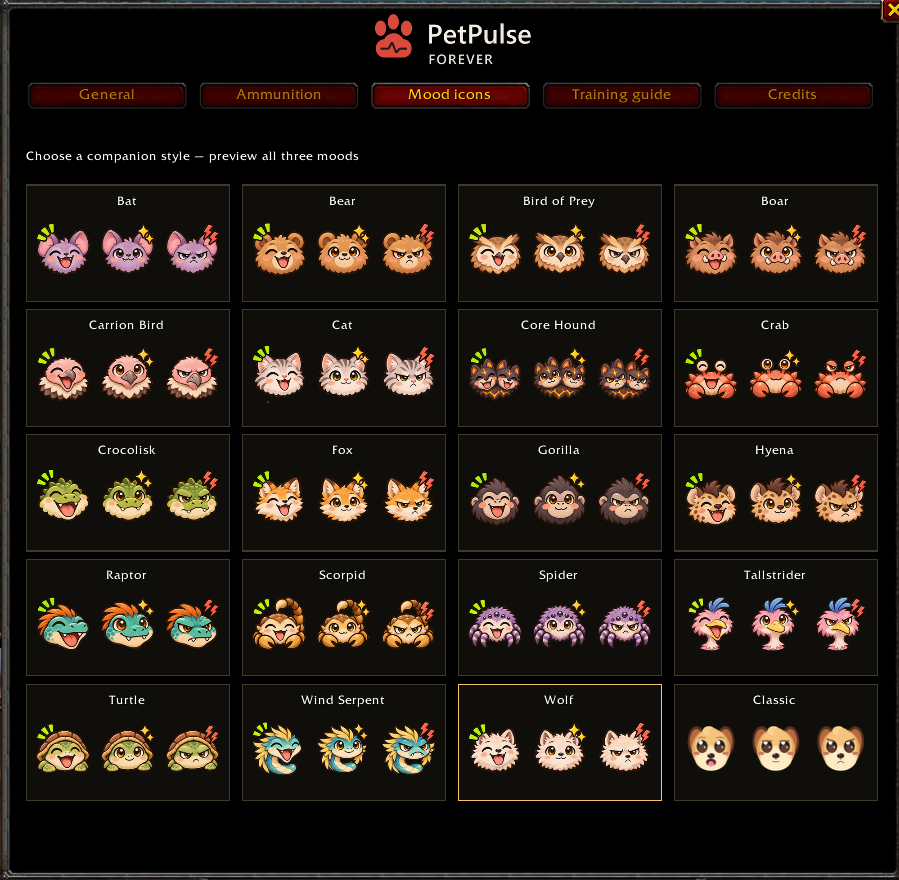 PetPulse
FOREVER
General
Ammunition
Mood icons
Training guide
Credits
Choose a companion style – preview all three moods
Bat
Bear
Bird of Prey
Boar
Carrion Bird
Cat
Core Hound
Crab
Crocolisk
Fox
Gorilla
Hyena
Raptor
Scorpid
Spider
Tallstrider
Turtle
Wind Serpent
Wolf
Classic